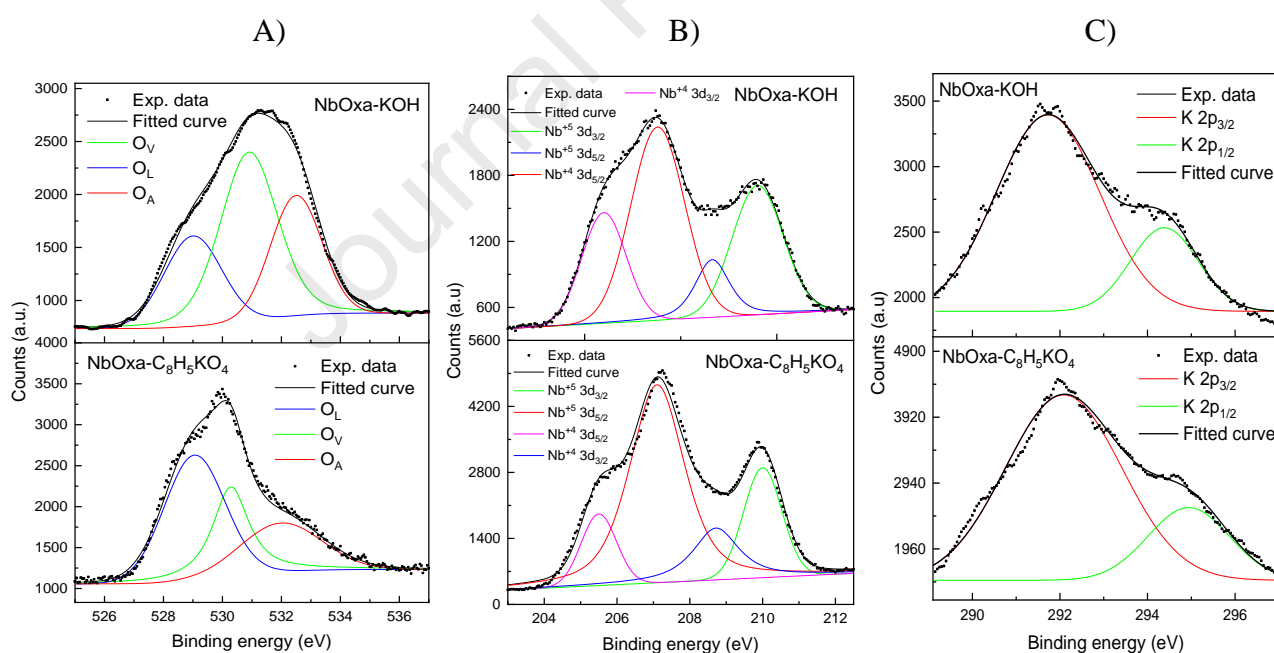 Journal P
A)
B)
C)
NbOxa-KOH
Exp. data
Fitted curve
O_V
O_L
O_A
3000
2500
2000
1500
1000
NbOxa-C₈H₅KO₄
Exp. data
Fitted curve
O_L
O_V
O_A
4000
3500
3000
2500
2000
1500
1000
526 528 530 532 534 536
Counts (a.u.)
Binding energy (eV)
Exp. data
Fitted curve
Nb⁺⁵ 3d₃/₂
Nb⁺⁵ 3d₅/₂
Nb⁺⁴ 3d₅/₂
Nb⁺⁴ 3d₃/₂
NbOxa-KOH
2400
1800
1200
600
Exp. data
Fitted curve
Nb⁺⁵ 3d₃/₂
Nb⁺⁵ 3d₅/₂
Nb⁺⁴ 3d₅/₂
Nb⁺⁴ 3d₃/₂
NbOxa-C₈H₅KO₄
5600
4200
2800
1400
0
204 206 207 209 210 212
Counts (a.u)
Binding energy (eV)
NbOxa-KOH
Exp. data
K 2p₃/₂
K 2p₁/₂
Fitted curve
3500
3000
2500
2000
NbOxa-C₈H₅KO₄
Exp. data
K 2p₃/₂
K 2p₁/₂
Fitted curve
4900
3920
2940
1960
290 292 294 296
Counts (a.u)
Binding energy (eV)